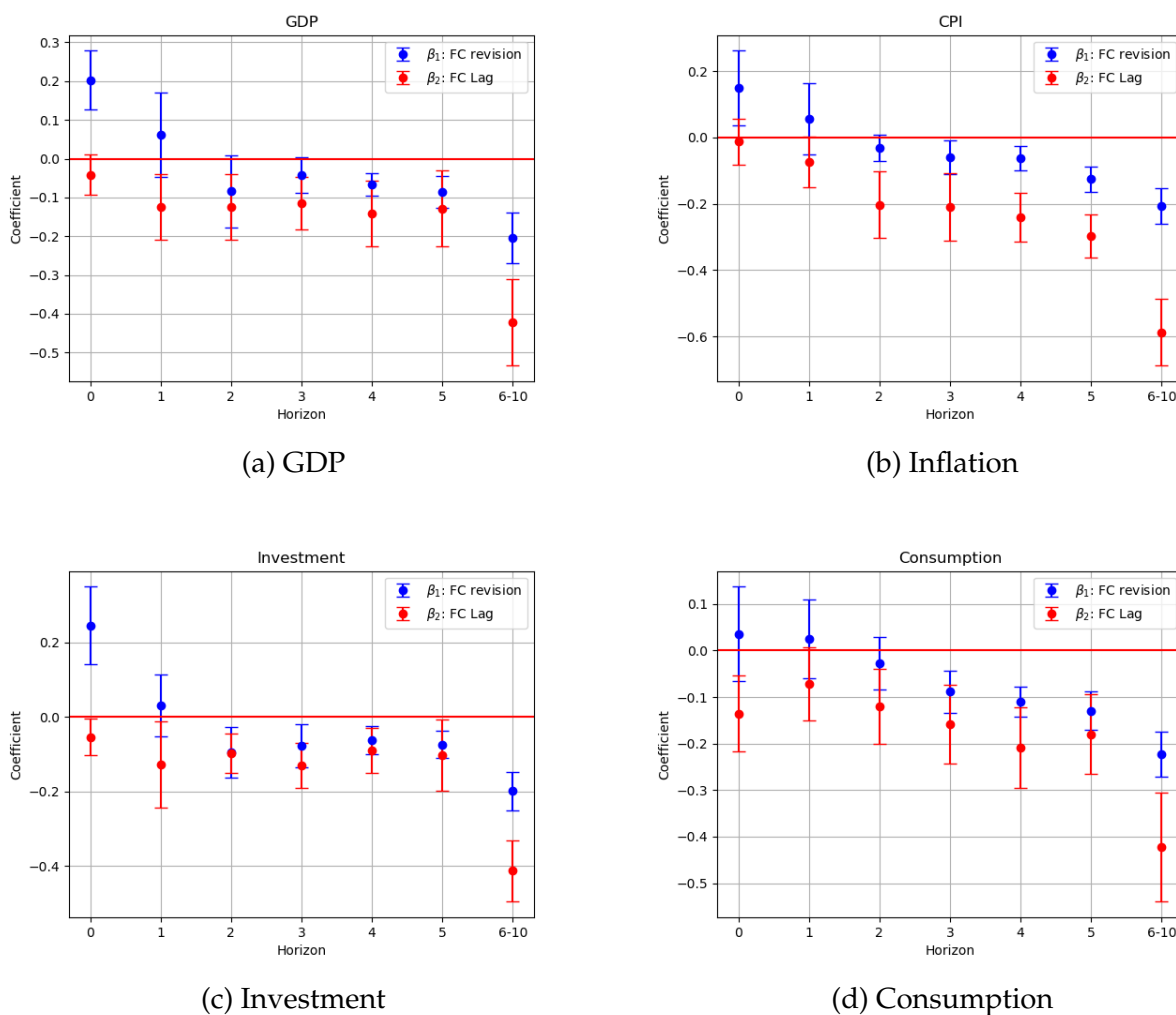 GDP
β₁: FC revision
β₂: FC Lag
0.3
0.2
0.1
0.0
−0.1
−0.2
−0.3
−0.4
−0.5
Coefficient
0 1 2 3 4 5 6-10
Horizon
(a) GDP
CPI
β₁: FC revision
β₂: FC Lag
0.2
0.0
−0.2
−0.4
−0.6
Coefficient
0 1 2 3 4 5 6-10
Horizon
(b) Inflation
Investment
β₁: FC revision
β₂: FC Lag
0.2
0.0
−0.2
−0.4
Coefficient
0 1 2 3 4 5 6-10
Horizon
(c) Investment
Consumption
β₁: FC revision
β₂: FC Lag
0.1
0.0
−0.1
−0.2
−0.3
−0.4
−0.5
Coefficient
0 1 2 3 4 5 6-10
Horizon
(d) Consumption